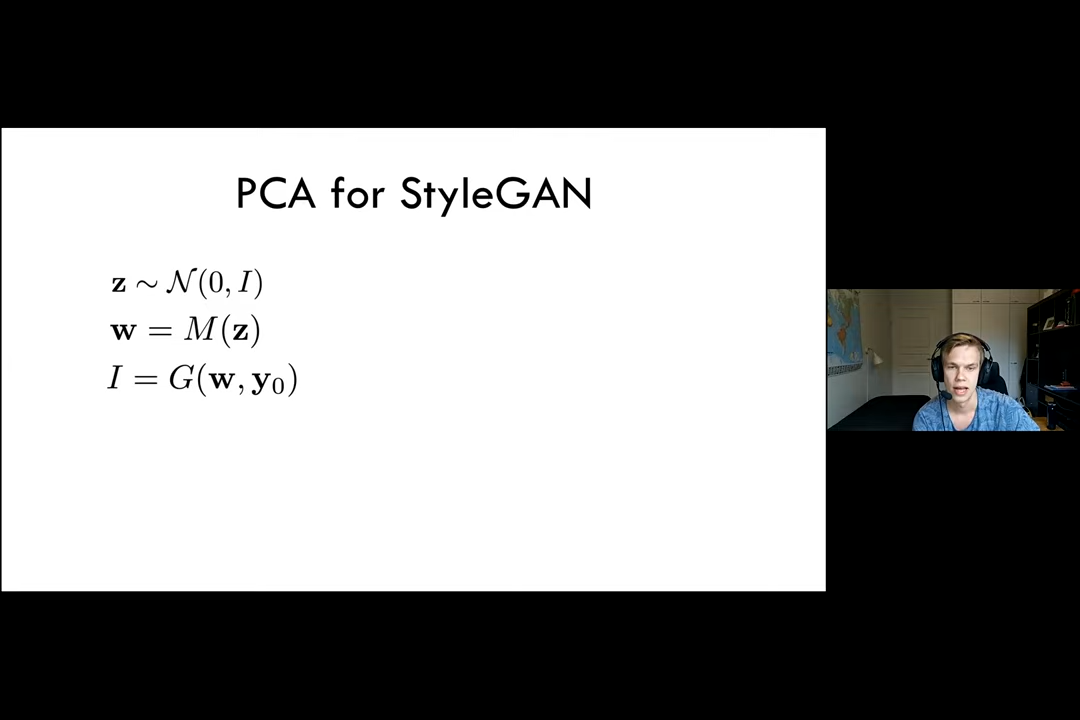 PCA for StyleGAN
z ∼ 𝒩(0, I)
w = M(z)
I = G(w, y₀)